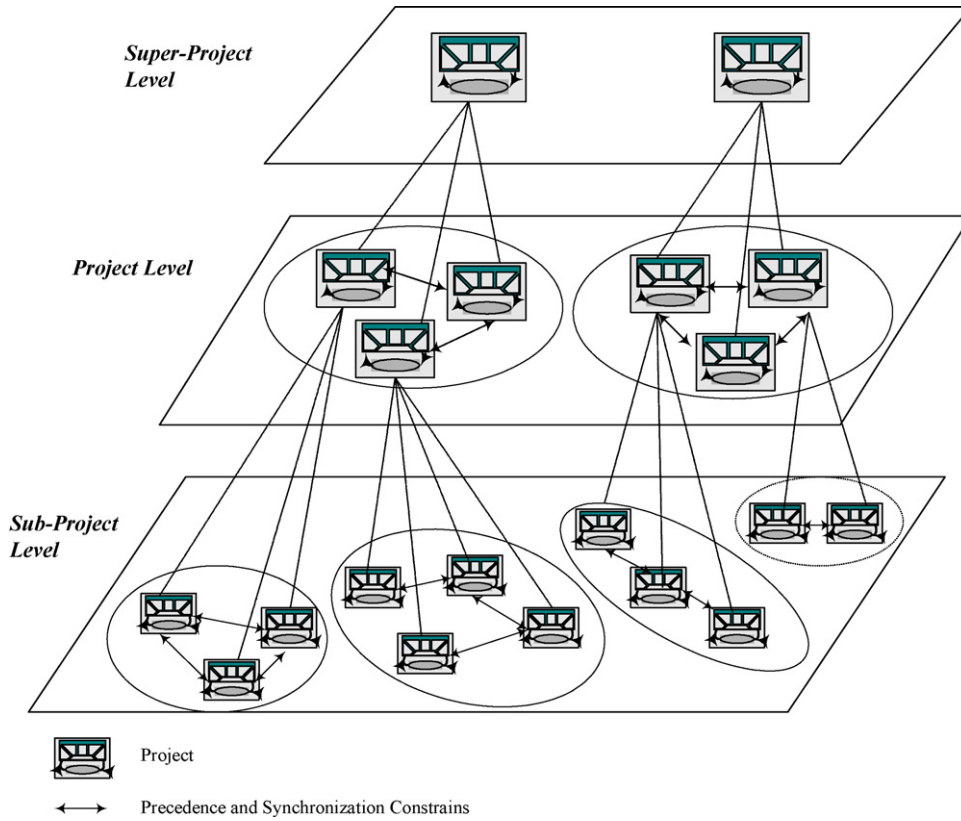 Super-Project
Level
Project Level
Sub-Project
Level
Project
Precedence and Synchronization Constrains